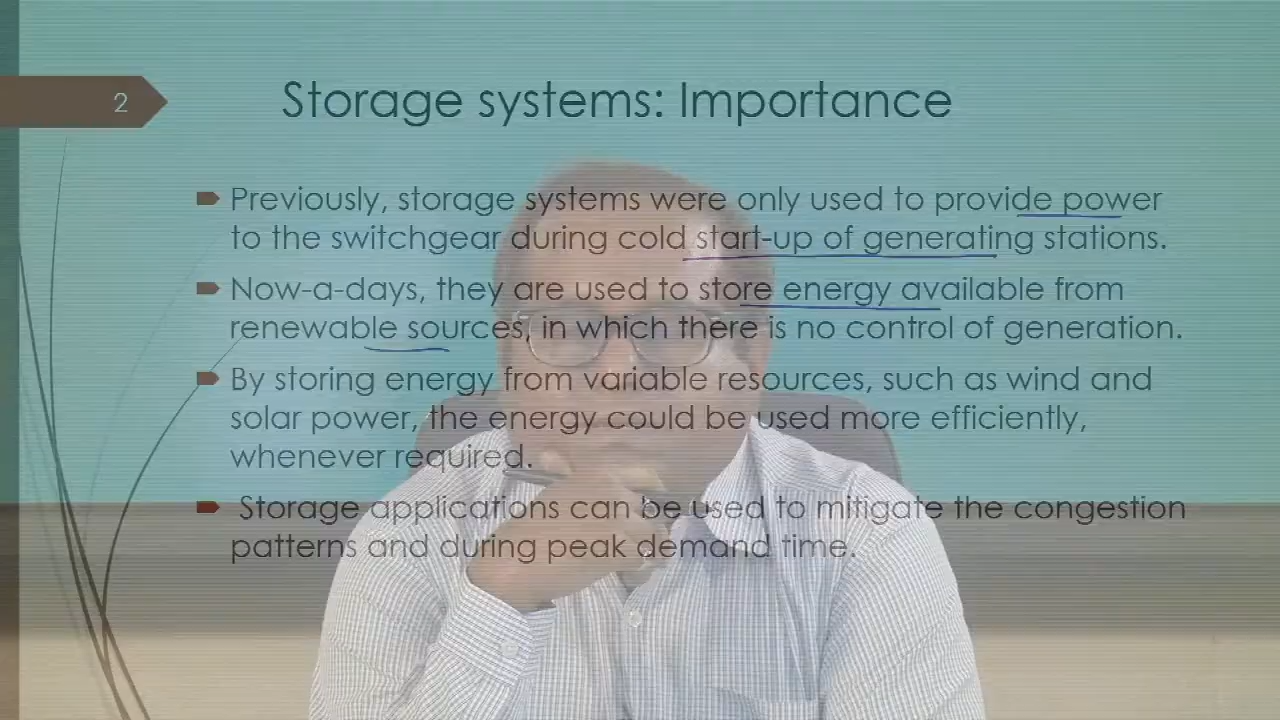 2
Storage systems: Importance
Previously, storage systems were only used to provide power
to the switchgear during cold start-up of generating stations.
Now-a-days, they are used to store energy available from
renewable sources, in which there is no control of generation.
By storing energy from variable resources, such as wind and
solar power, the energy could be used more efficiently,
whenever required.
Storage applications can be used to mitigate the congestion
patterns and during peak demand time.